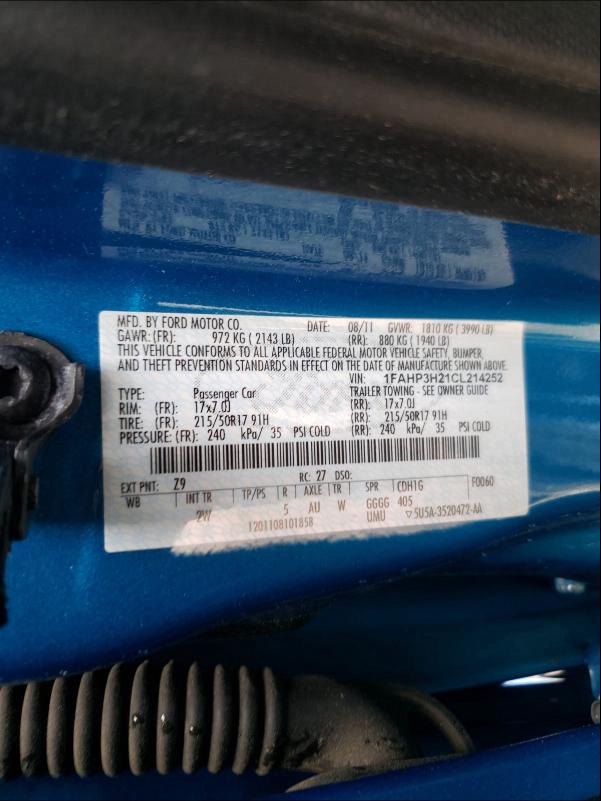 MFD. BY FORD MOTOR CO. DATE: 08/11 GVWR: 1810 KG ( 3990 LB)
GAWR: (FR): 972 KG ( 2143 LB) (RR): 880 KG ( 1940 LB)
THIS VEHICLE CONFORMS TO ALL APPLICABLE FEDERAL MOTOR VEHICLE SAFETY, BUMPER,
AND THEFT PREVENTION STANDARDS IN EFFECT ON THE DATE OF MANUFACTURE SHOWN ABOVE.
VIN: 1FAHP3H21CL214252
TYPE: Passenger Car TRAILER TOWING - SEE OWNER GUIDE
RIM: (FR): 17x7.0J (RR): 17x7.0J
TIRE: (FR): 215/50R17 91H (RR): 215/50R17 91H
PRESSURE: (FR): 240 kPa/ 35 PSI COLD (RR): 240 kPa/ 35 PSI COLD
EXT PNT: Z9 RC: 27 DSO: F0060
WB INT TR TP/PS R AXLE TR SPR CDH1G
2W 5 AU W GGGG 405
1201108101858 UMU ▽5U5A-3520472-AA